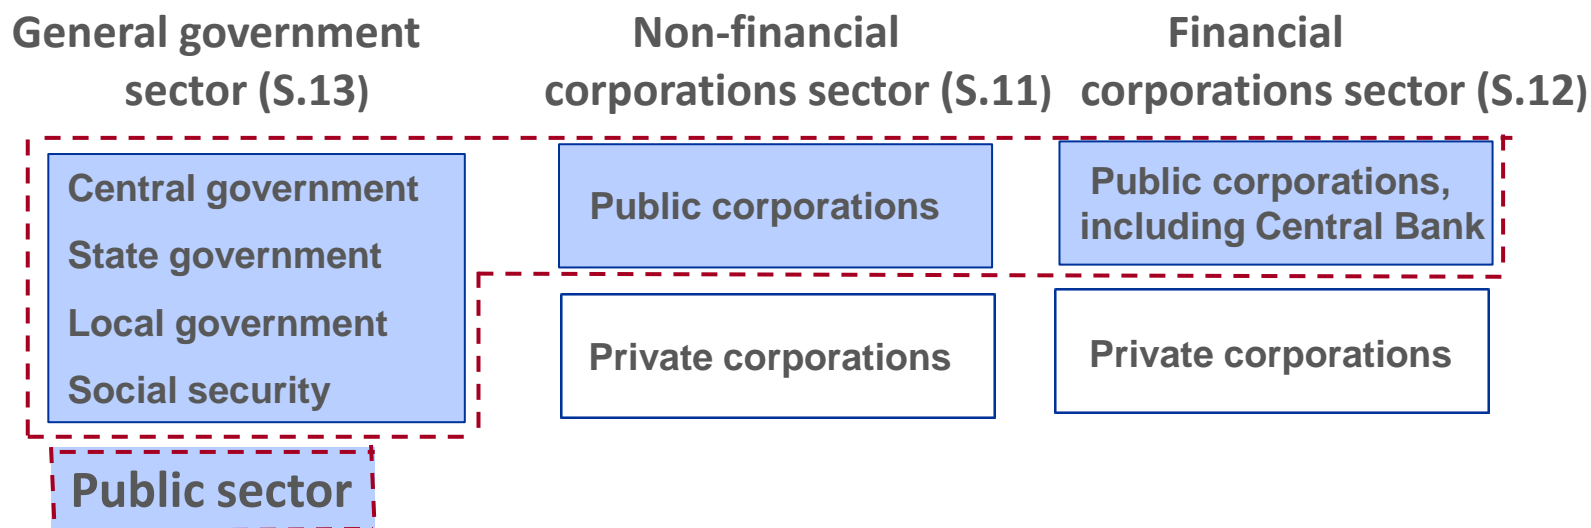 General government
sector (S.13)
Non-financial
corporations sector (S.11)
Financial
corporations sector (S.12)
Central government
State government
Local government
Social security
Public corporations
Private corporations
Public corporations,
including Central Bank
Private corporations
Public sector